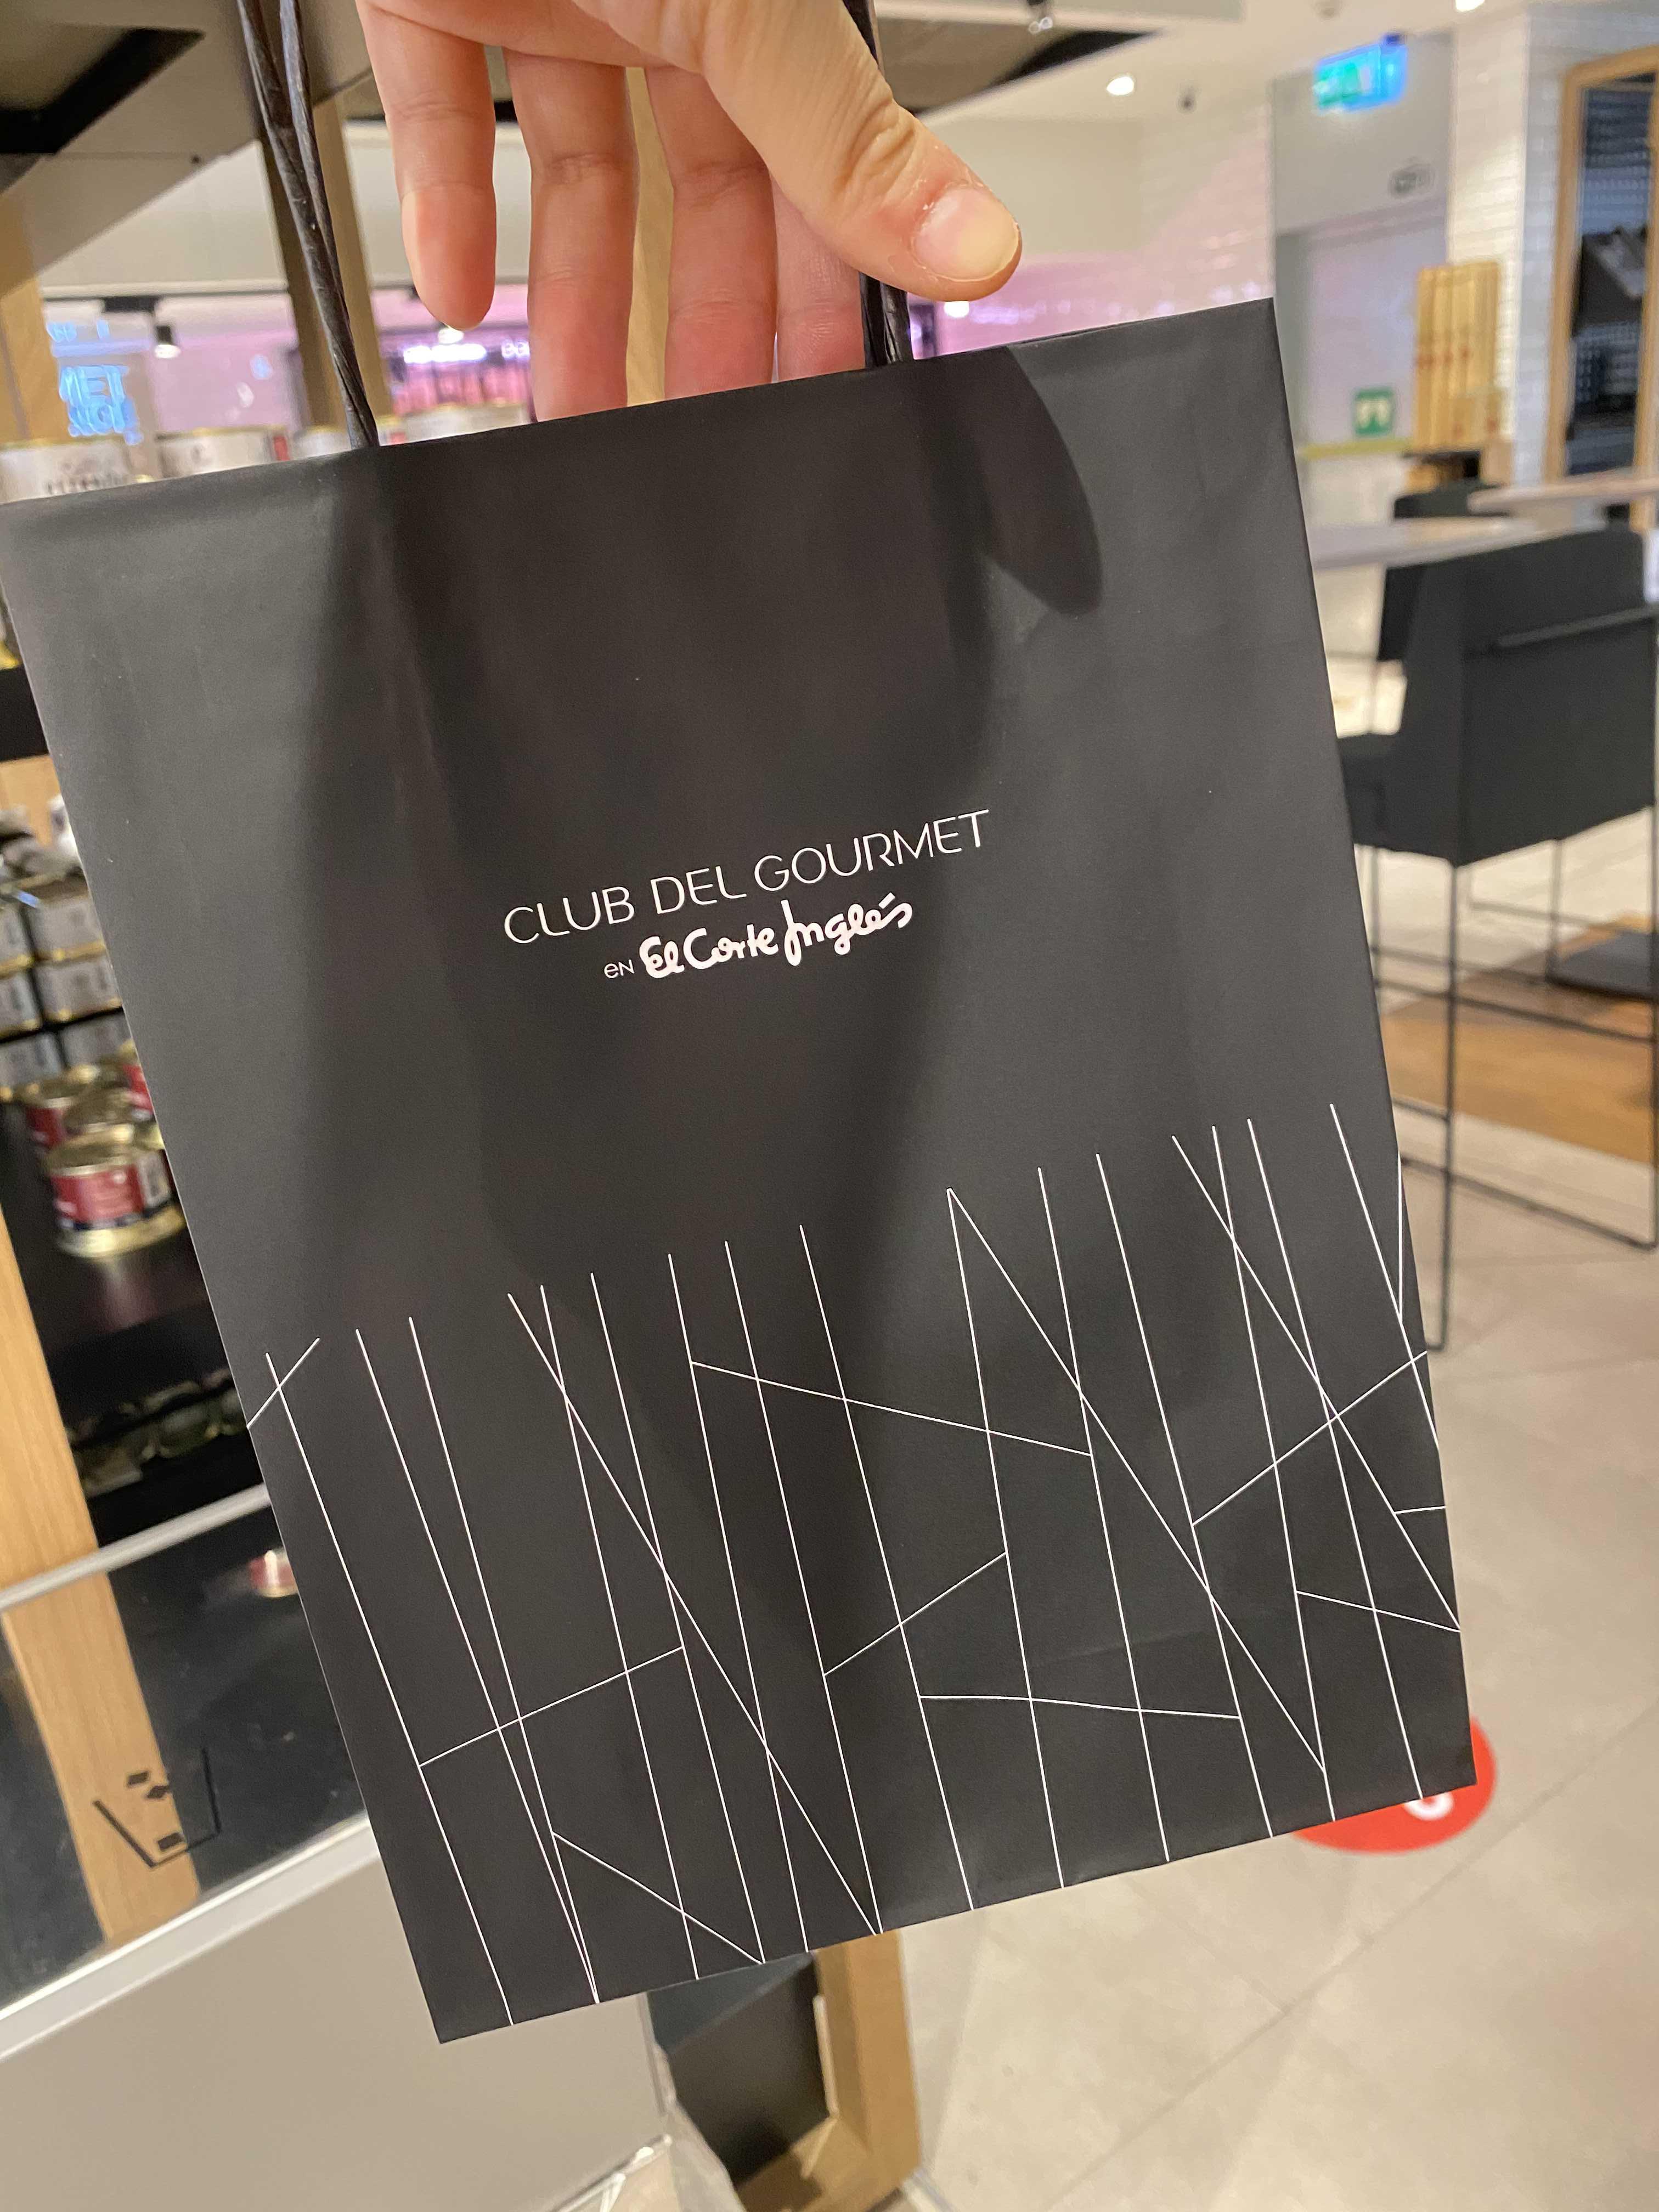 CLUB DEL GOURMET
EN El Corte Inglés